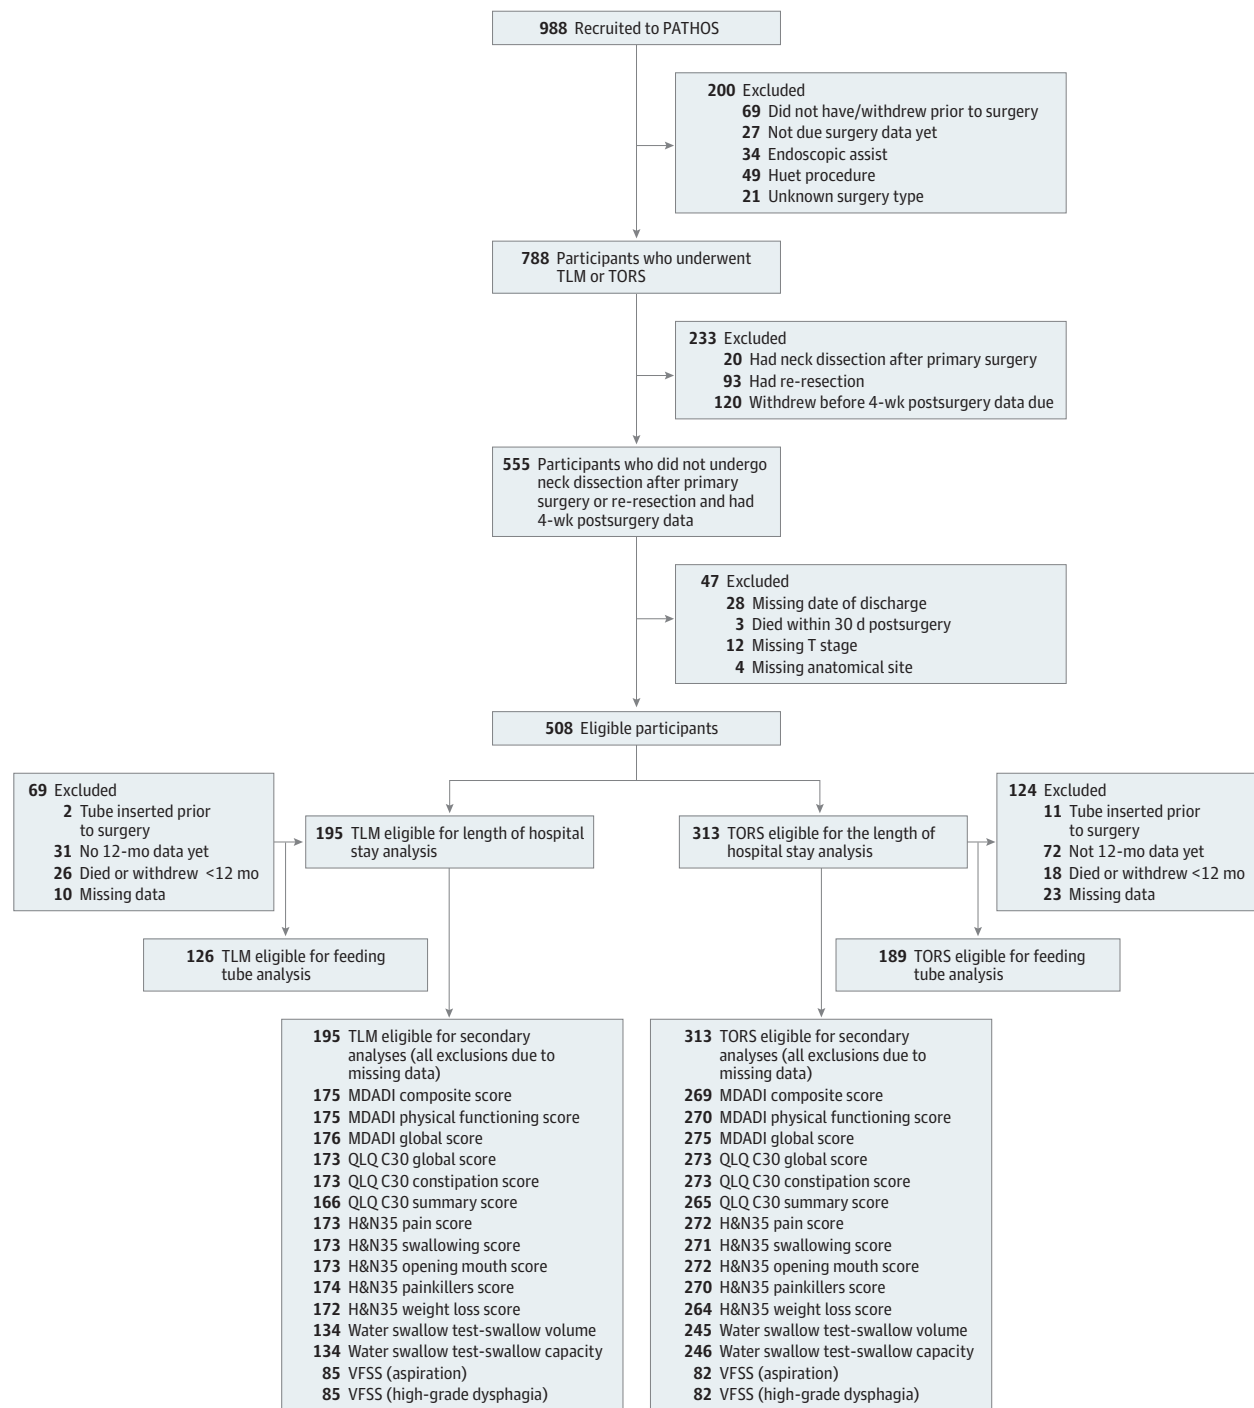 988 Recruited to PATHOS
200 Excluded
69 Did not have/withdrew prior to surgery
27 Not due surgery data yet
34 Endoscopic assist
49 Huet procedure
21 Unknown surgery type
788 Participants who underwent
TLM or TORS
233 Excluded
20 Had neck dissection after primary surgery
93 Had re-resection
120 Withdrew before 4-wk postsurgery data due
555 Participants who did not undergo
neck dissection after primary
surgery or re-resection and had
4-wk postsurgery data
47 Excluded
28 Missing date of discharge
3 Died within 30 d postsurgery
12 Missing T stage
4 Missing anatomical site
508 Eligible participants
69 Excluded
2 Tube inserted prior
to surgery
31 No 12-mo data yet
26 Died or withdrew <12 mo
10 Missing data
195 TLM eligible for length of hospital
stay analysis
313 TORS eligible for the length of
hospital stay analysis
124 Excluded
11 Tube inserted prior
to surgery
72 Not 12-mo data yet
18 Died or withdrew <12 mo
23 Missing data
126 TLM eligible for feeding
tube analysis
189 TORS eligible for feeding
tube analysis
195 TLM eligible for secondary
analyses (all exclusions due to
missing data)
175 MDADI composite score
175 MDADI physical functioning score
176 MDADI global score
173 QLQ C30 global score
173 QLQ C30 constipation score
166 QLQ C30 summary score
173 H&N35 pain score
173 H&N35 swallowing score
173 H&N35 opening mouth score
174 H&N35 painkillers score
172 H&N35 weight loss score
134 Water swallow test-swallow volume
134 Water swallow test-swallow capacity
85 VFSS (aspiration)
85 VFSS (high-grade dysphagia)
313 TORS eligible for secondary
analyses (all exclusions due to
missing data)
269 MDADI composite score
270 MDADI physical functioning score
275 MDADI global score
273 QLQ C30 global score
273 QLQ C30 constipation score
265 QLQ C30 summary score
272 H&N35 pain score
271 H&N35 swallowing score
272 H&N35 opening mouth score
270 H&N35 painkillers score
264 H&N35 weight loss score
245 Water swallow test-swallow volume
246 Water swallow test-swallow capacity
82 VFSS (aspiration)
82 VFSS (high-grade dysphagia)